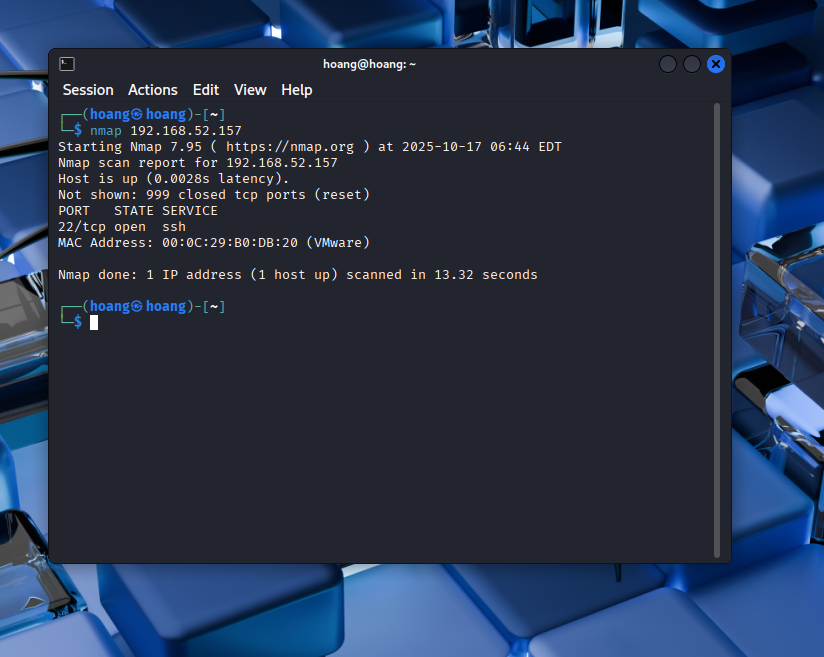 hoang@hoang: ~
Session Actions Edit View Help
┌──(hoang㉿hoang)-[~]
└─$ nmap 192.168.52.157
Starting Nmap 7.95 ( https://nmap.org ) at 2025-10-17 06:44 EDT
Nmap scan report for 192.168.52.157
Host is up (0.0028s latency).
Not shown: 999 closed tcp ports (reset)
PORT   STATE SERVICE
22/tcp open  ssh
MAC Address: 00:0C:29:B0:DB:20 (VMware)
Nmap done: 1 IP address (1 host up) scanned in 13.32 seconds
┌──(hoang㉿hoang)-[~]
└─$